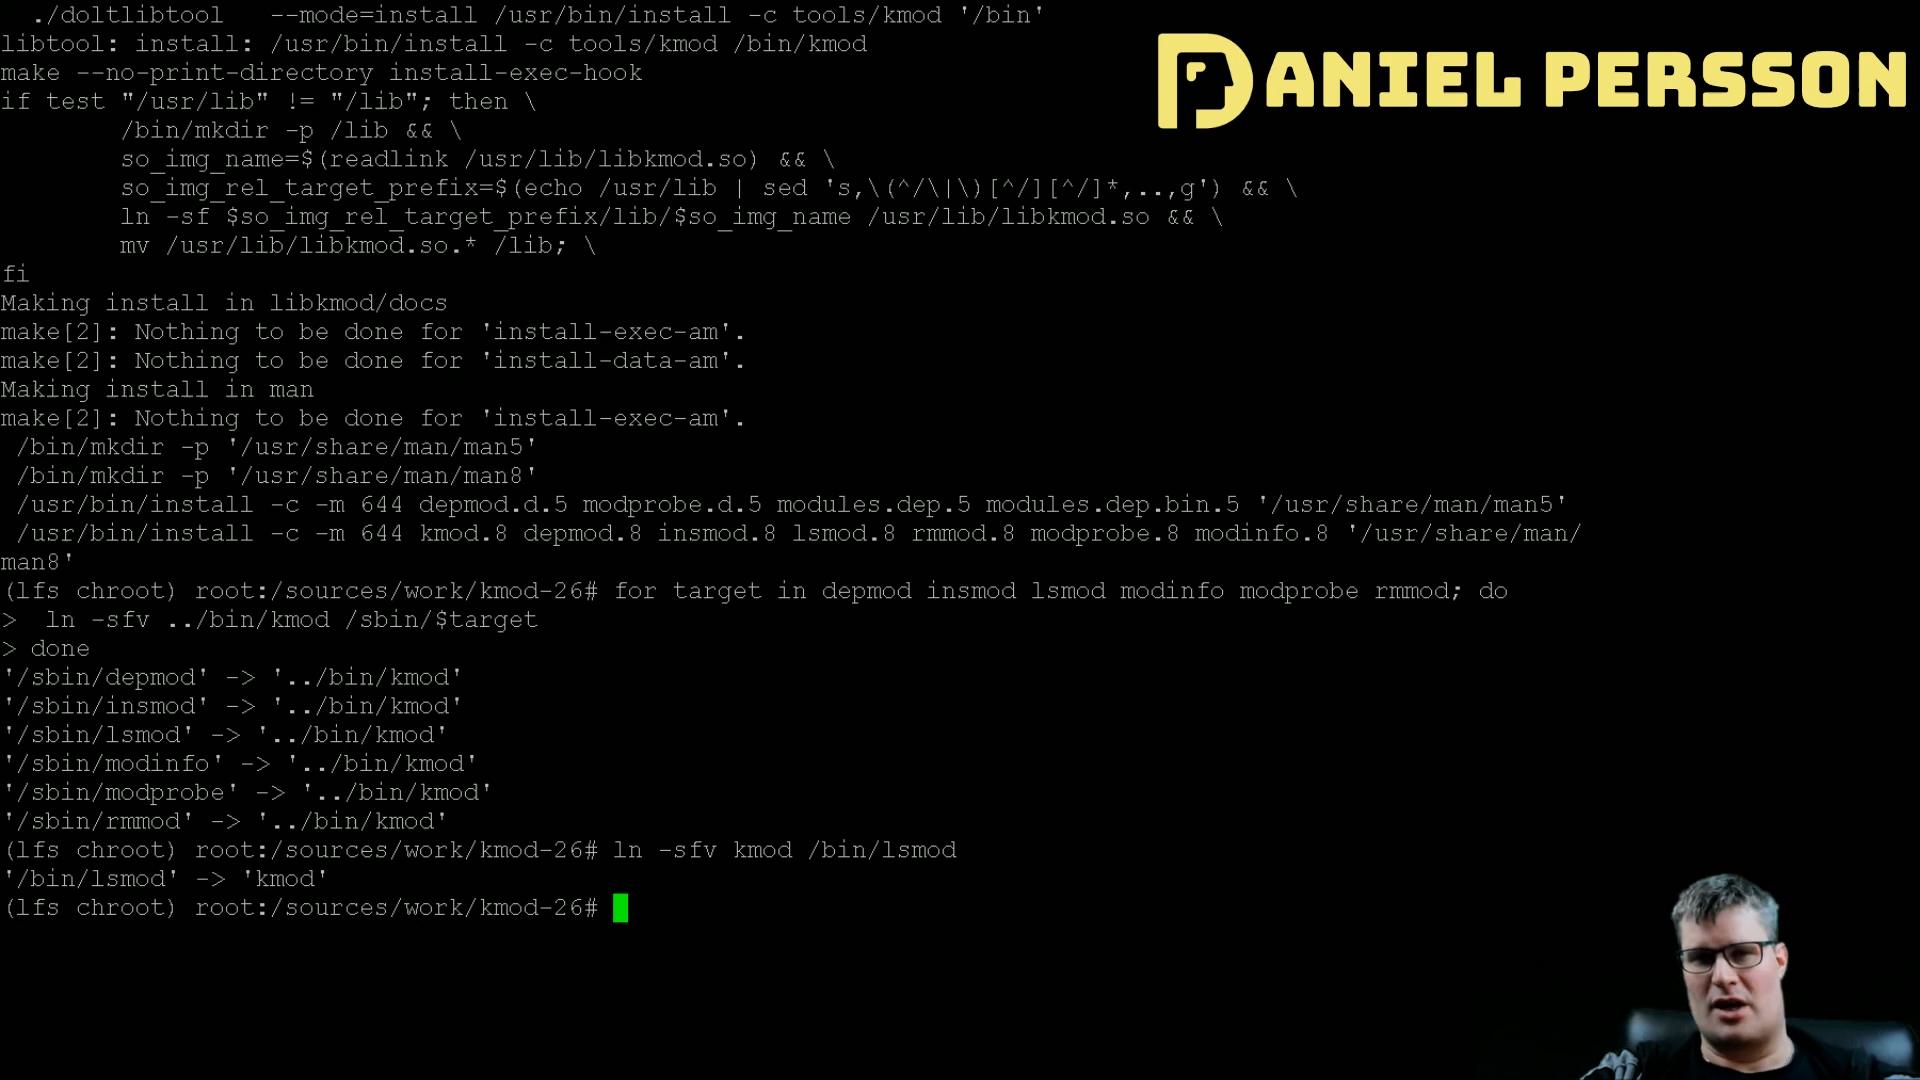 ./doltlibtool   --mode=install /usr/bin/install -c tools/kmod '/bin'
libtool: install: /usr/bin/install -c tools/kmod /bin/kmod
make --no-print-directory install-exec-hook
if test "/usr/lib" != "/lib"; then \
        /bin/mkdir -p /lib && \
        so_img_name=$(readlink /usr/lib/libkmod.so) && \
        so_img_rel_target_prefix=$(echo /usr/lib | sed 's,\(^/\|\)[^/][^/]*,..,g') && \
        ln -sf $so_img_rel_target_prefix/lib/$so_img_name /usr/lib/libkmod.so && \
        mv /usr/lib/libkmod.so.* /lib; \
fi
Making install in libkmod/docs
make[2]: Nothing to be done for 'install-exec-am'.
make[2]: Nothing to be done for 'install-data-am'.
Making install in man
make[2]: Nothing to be done for 'install-exec-am'.
 /bin/mkdir -p '/usr/share/man/man5'
 /bin/mkdir -p '/usr/share/man/man8'
 /usr/bin/install -c -m 644 depmod.d.5 modprobe.d.5 modules.dep.5 modules.dep.bin.5 '/usr/share/man/man5'
 /usr/bin/install -c -m 644 kmod.8 depmod.8 insmod.8 lsmod.8 rmmod.8 modprobe.8 modinfo.8 '/usr/share/man/
man8'
(lfs chroot) root:/sources/work/kmod-26# for target in depmod insmod lsmod modinfo modprobe rmmod; do
>  ln -sfv ../bin/kmod /sbin/$target
> done
'/sbin/depmod' -> '../bin/kmod'
'/sbin/insmod' -> '../bin/kmod'
'/sbin/lsmod' -> '../bin/kmod'
'/sbin/modinfo' -> '../bin/kmod'
'/sbin/modprobe' -> '../bin/kmod'
'/sbin/rmmod' -> '../bin/kmod'
(lfs chroot) root:/sources/work/kmod-26# ln -sfv kmod /bin/lsmod
'/bin/lsmod' -> 'kmod'
(lfs chroot) root:/sources/work/kmod-26#
DANIEL PERSSON